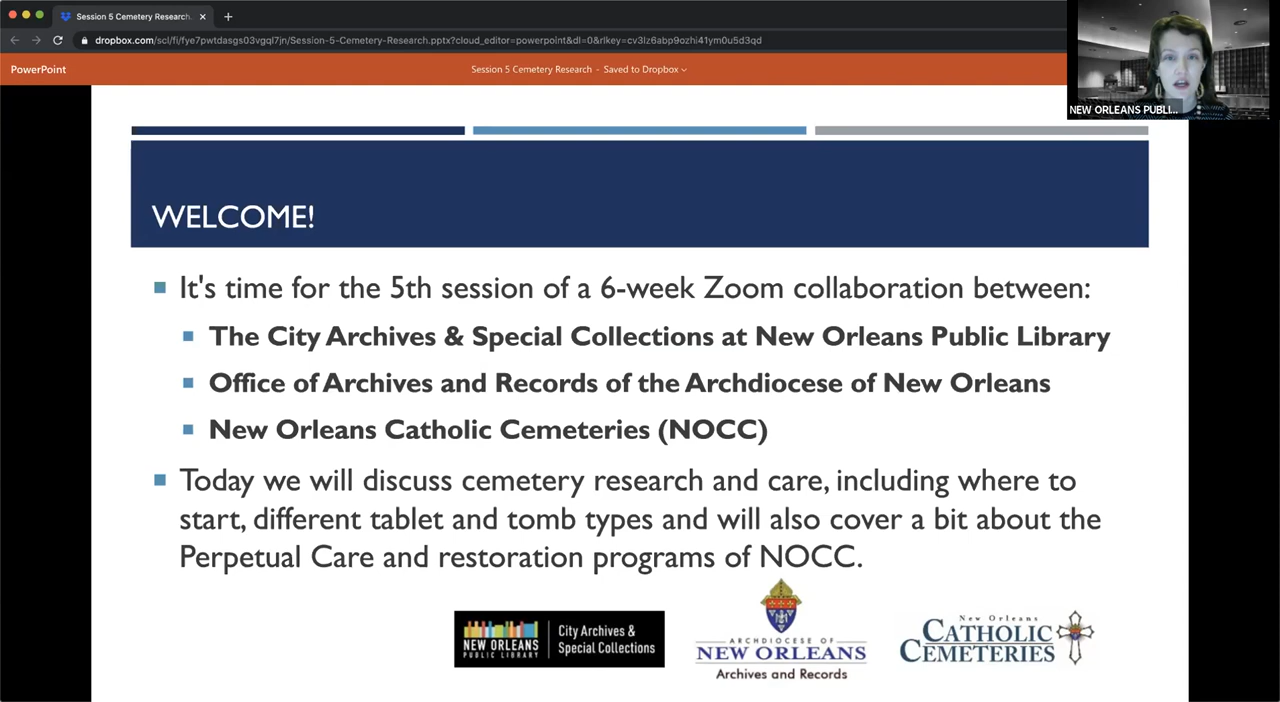 Session 5 Cemetery Research.
dropbox.com/scl/fi/fye7pwtdasgs03vgql7jn/Session-5-Cemetery-Research.pptx?cloud_editor=powerpoint&dl=0&rlkey=cv3lz6abp9ozhi41ym0u5d3qd
PowerPoint
Session 5 Cemetery Research - Saved to Dropbox
NEW ORLEANS PUBLI...
WELCOME!
It's time for the 5th session of a 6-week Zoom collaboration between:
The City Archives & Special Collections at New Orleans Public Library
Office of Archives and Records of the Archdiocese of New Orleans
New Orleans Catholic Cemeteries (NOCC)
Today we will discuss cemetery research and care, including where to
start, different tablet and tomb types and will also cover a bit about the
Perpetual Care and restoration programs of NOCC.
NEW ORLEANS
PUBLIC LIBRARY
City Archives &
Special Collections
ARCHDIOCESE OF
NEW ORLEANS
Archives and Records
New Orleans
CATHOLIC
CEMETERIES